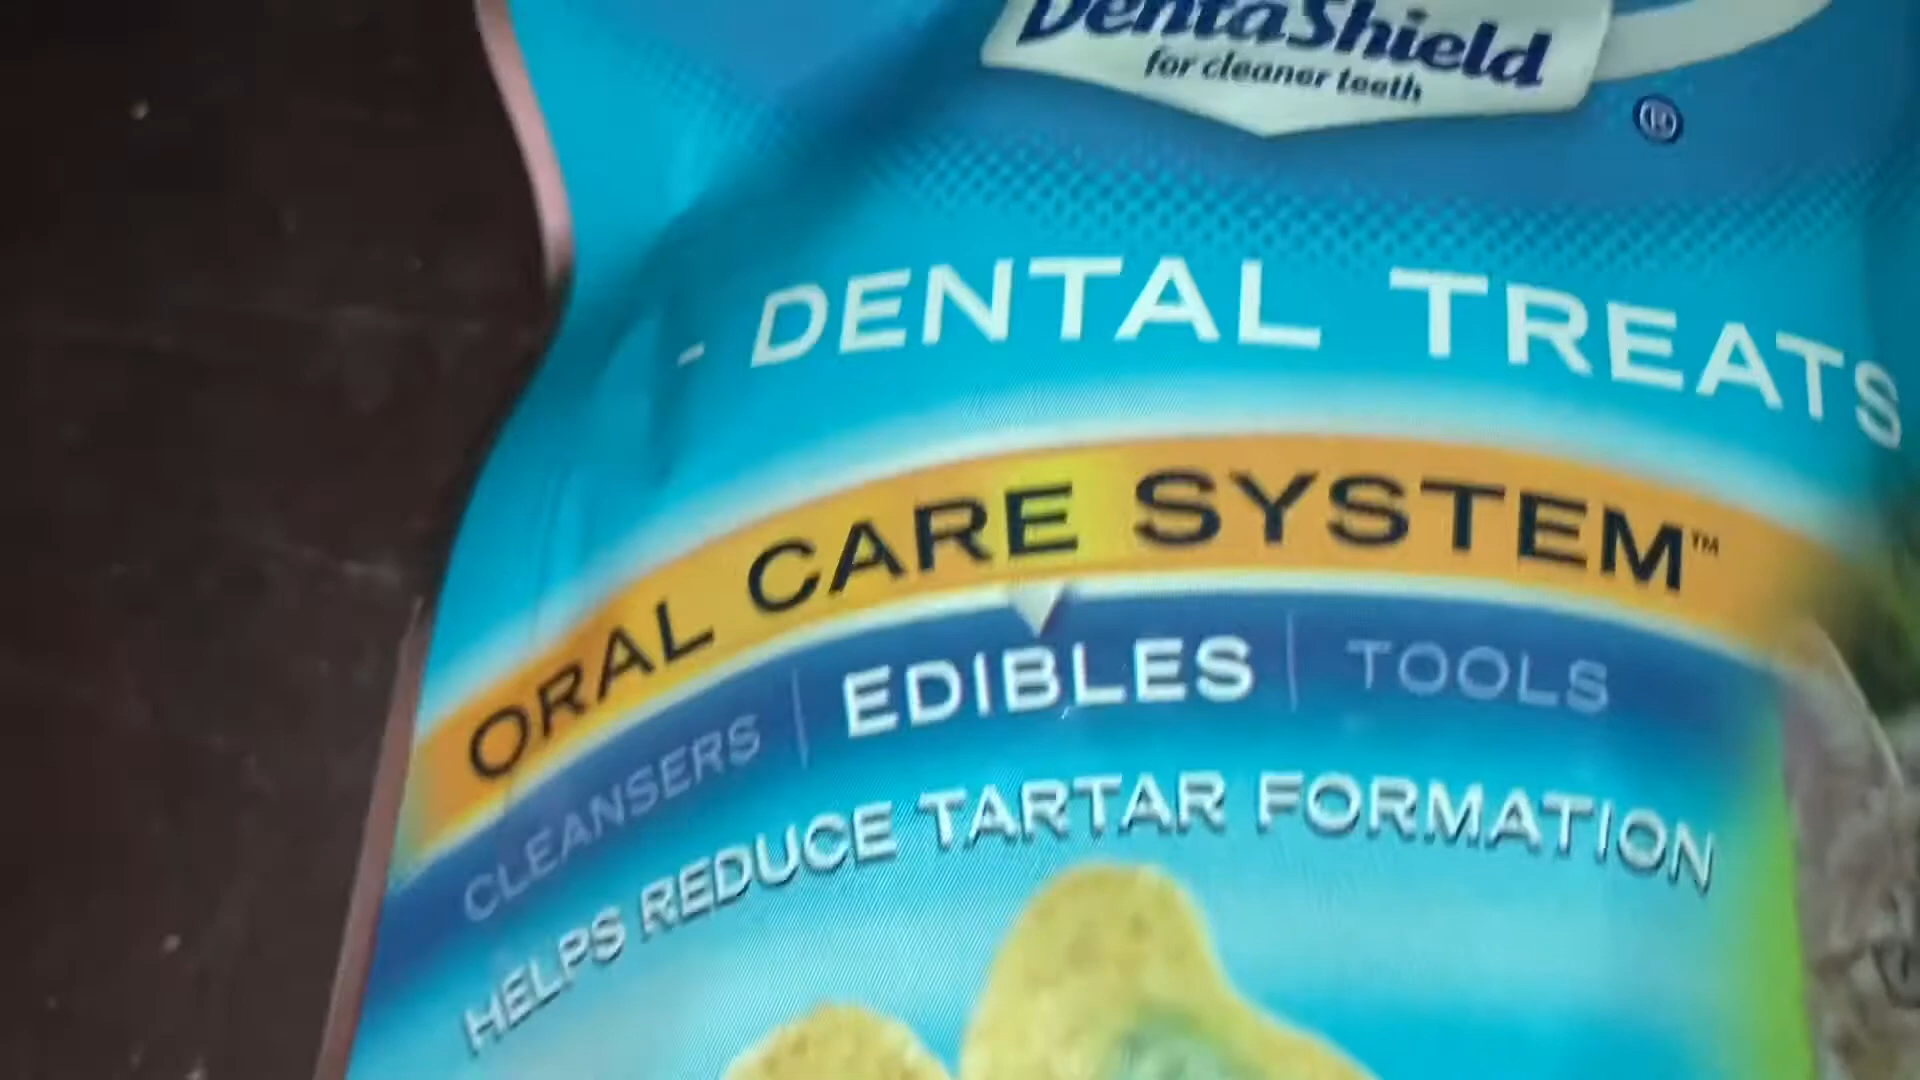 DentaShield
for cleaner teeth
®
- DENTAL TREATS
ORAL CARE SYSTEM™
CLEANSERS | EDIBLES | TOOLS
HELPS REDUCE TARTAR FORMATION